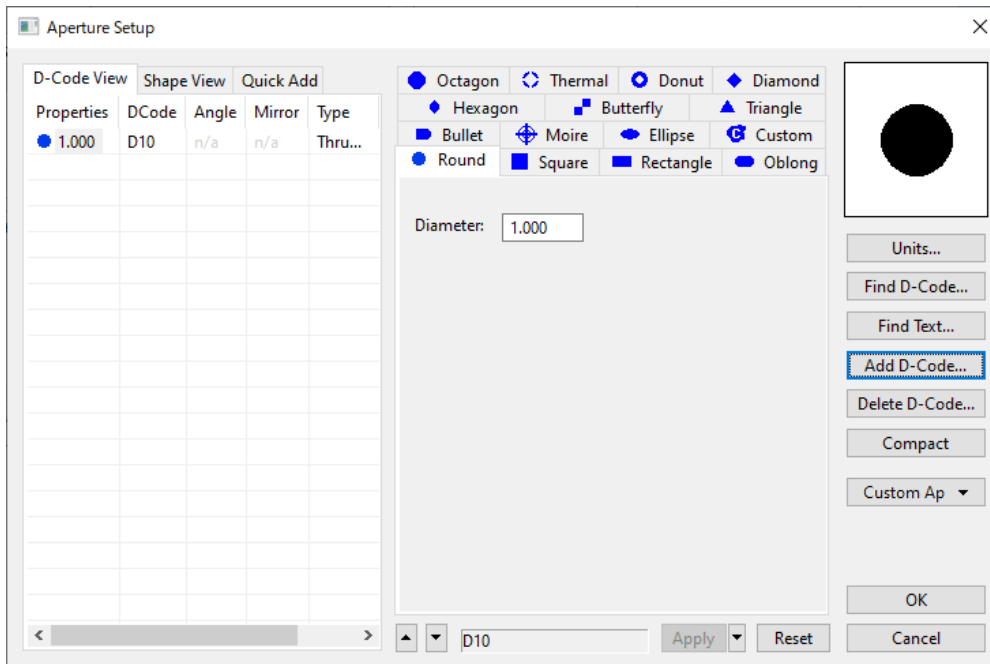 Aperture Setup
D-Code View Shape View Quick Add
Properties DCode Angle Mirror Type
1.000 D10 n/a n/a Thru...
Octagon Thermal Donut Diamond
Hexagon Butterfly Triangle
Bullet Moire Ellipse Custom
Round Square Rectangle Oblong
Diameter: 1.000
Units...
Find D-Code...
Find Text...
Add D-Code...
Delete D-Code...
Compact
Custom Ap
OK
D10 Apply Reset Cancel